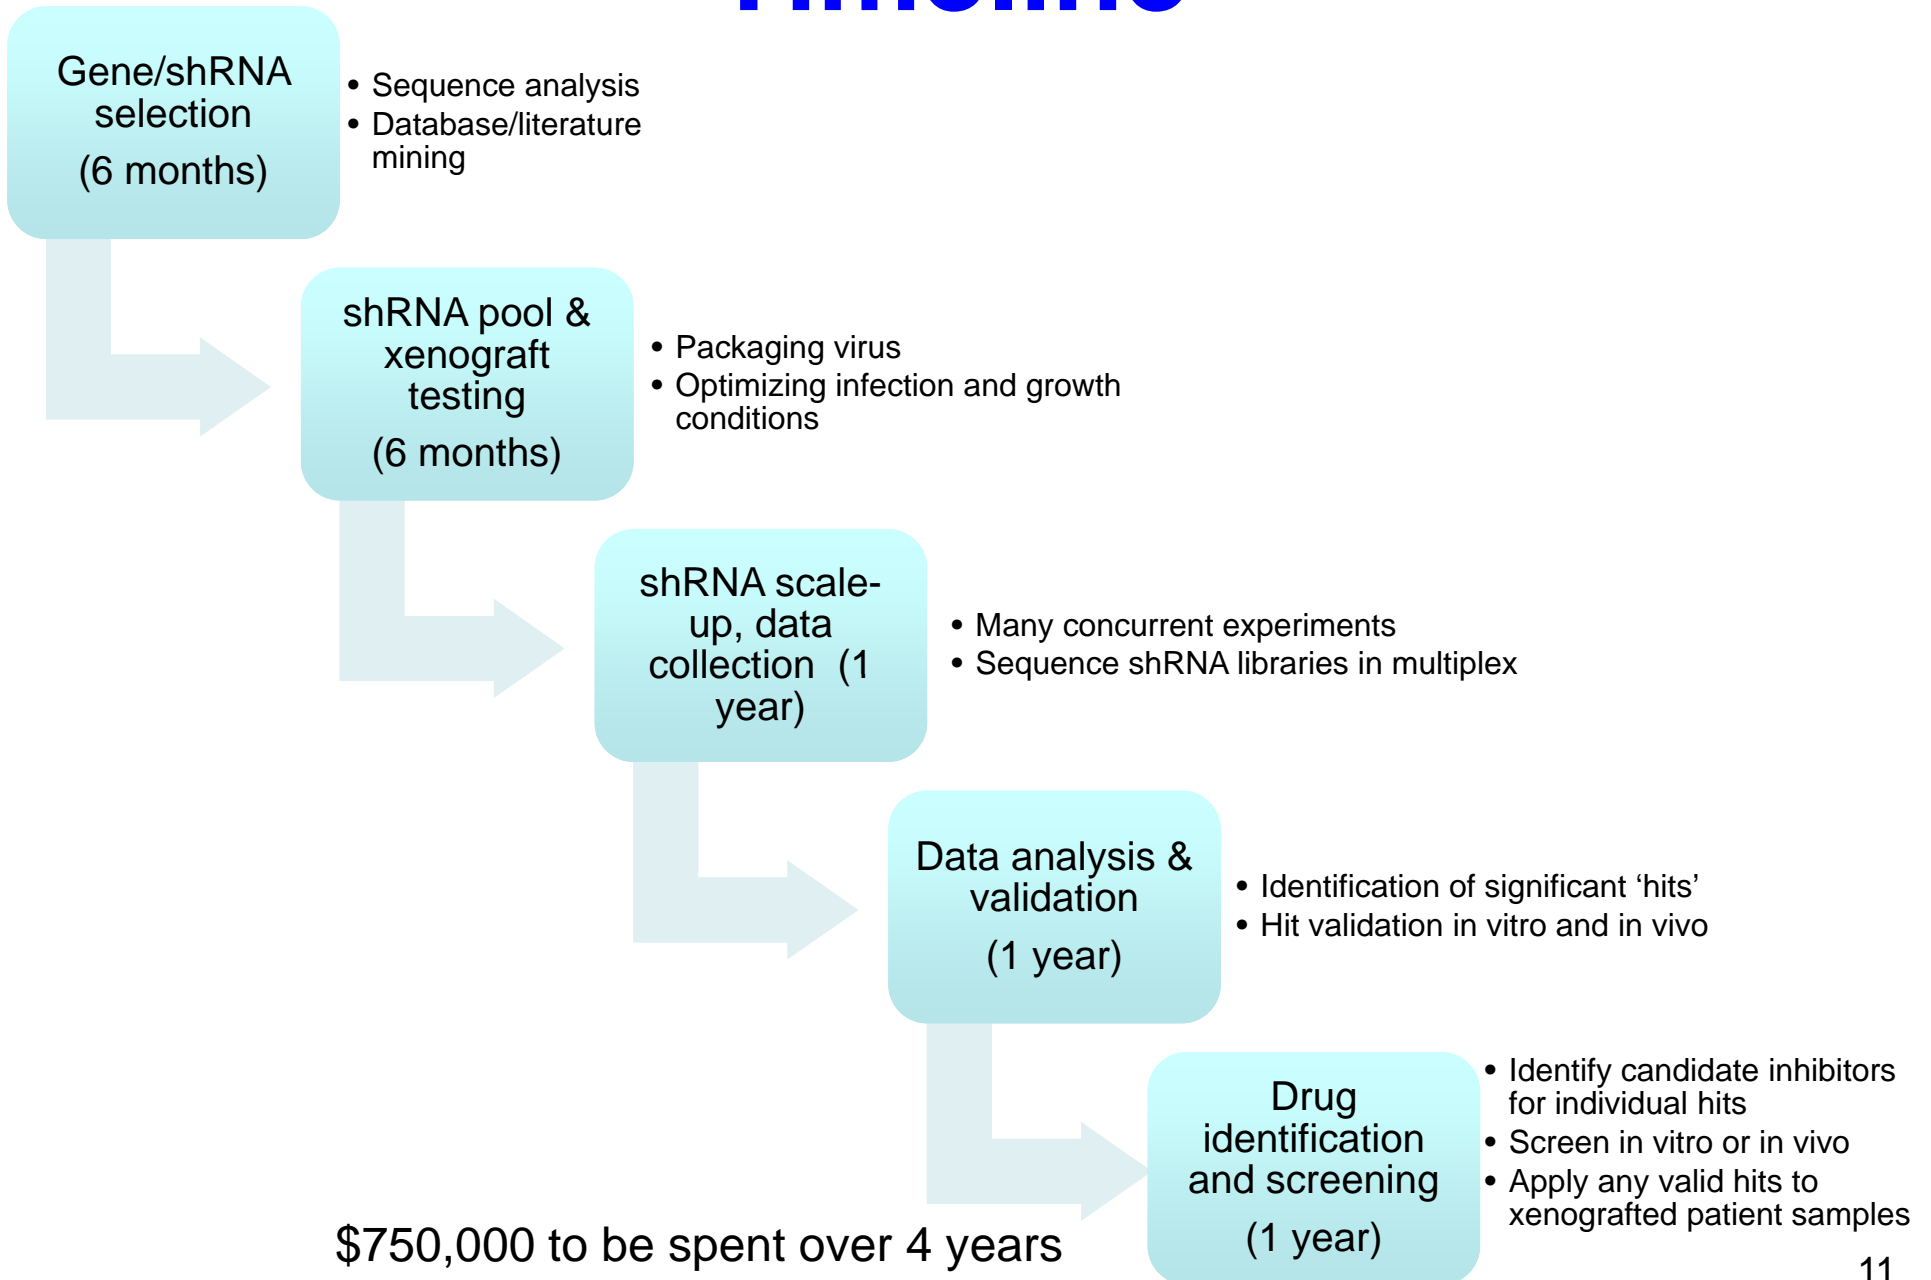 Timeline
Gene/shRNA
selection
(6 months)
• Sequence analysis
• Database/literature
mining
shRNA pool &
xenograft
testing
(6 months)
• Packaging virus
• Optimizing infection and growth
conditions
shRNA scale-
up, data
collection (1
year)
• Many concurrent experiments
• Sequence shRNA libraries in multiplex
Data analysis &
validation
(1 year)
• Identification of significant ‘hits’
• Hit validation in vitro and in vivo
Drug
identification
and screening
(1 year)
• Identify candidate inhibitors
for individual hits
• Screen in vitro or in vivo
• Apply any valid hits to
xenografted patient samples
$750,000 to be spent over 4 years
11